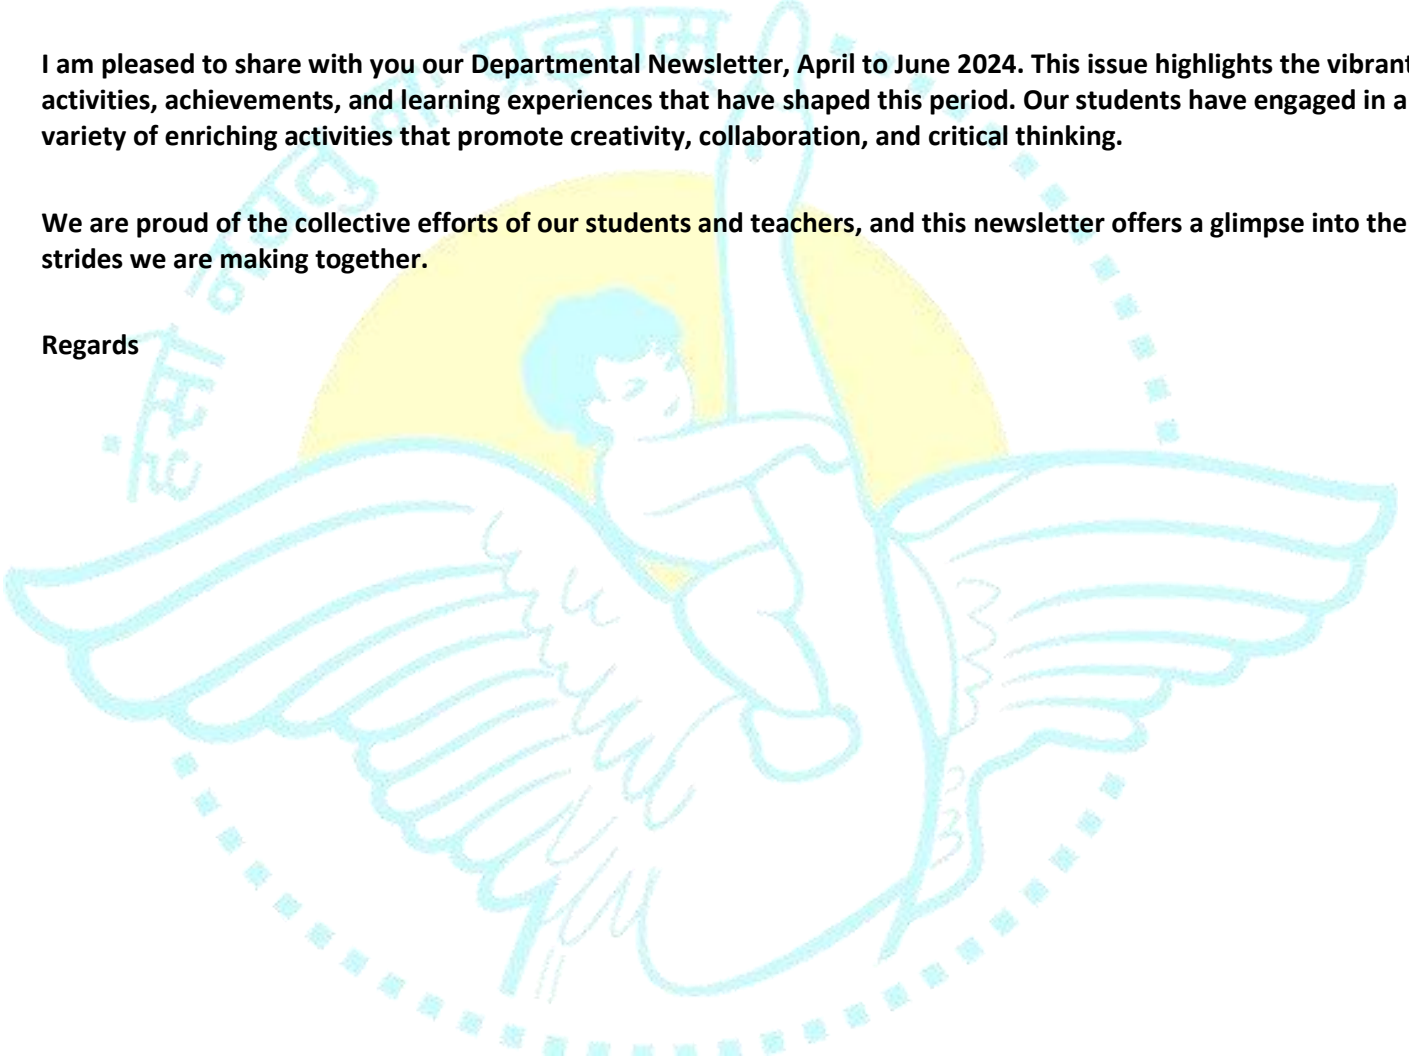 I am pleased to share with you our Departmental Newsletter, April to June 2024. This issue highlights the vibrant
activities, achievements, and learning experiences that have shaped this period. Our students have engaged in a
variety of enriching activities that promote creativity, collaboration, and critical thinking.
We are proud of the collective efforts of our students and teachers, and this newsletter offers a glimpse into the
strides we are making together.
Regards
हंसो नयतु